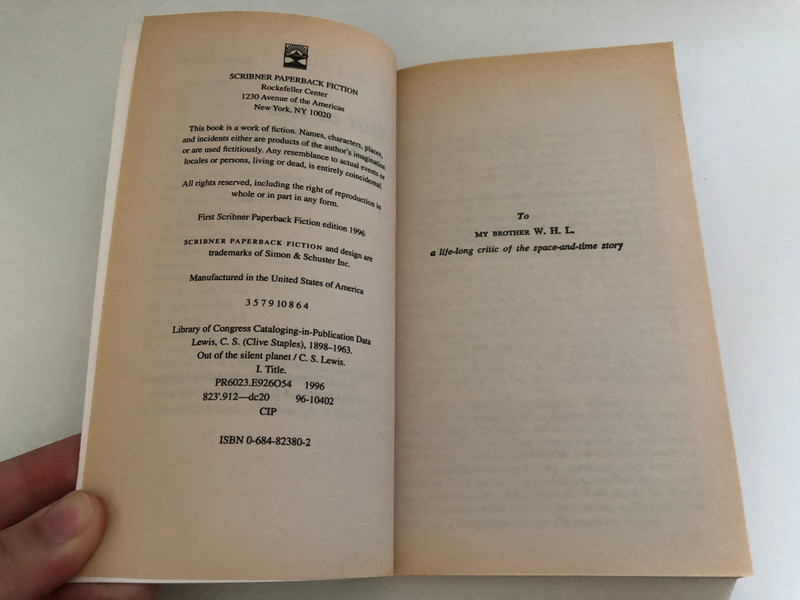 SCRIBNER PAPERBACK FICTION
Rockefeller Center
1230 Avenue of the Americas
New York, NY 10020
This book is a work of fiction. Names, characters, places,
and incidents either are products of the author's imagination
or are used fictitiously. Any resemblance to actual events or
locales or persons, living or dead, is entirely coincidental.
All rights reserved, including the right of reproduction in
whole or in part in any form.
First Scribner Paperback Fiction edition 1996
SCRIBNER PAPERBACK FICTION and design are
trademarks of Simon & Schuster Inc.
Manufactured in the United States of America
3 5 7 9 10 8 6 4
Library of Congress Cataloging-in-Publication Data
Lewis, C. S. (Clive Staples), 1898–1963.
Out of the silent planet / C. S. Lewis.
I. Title.
PR6023.E926O54 1996
823'.912—dc20 96-10402
CIP
ISBN 0-684-82380-2
To
MY BROTHER W. H. L.
a life-long critic of the space-and-time story